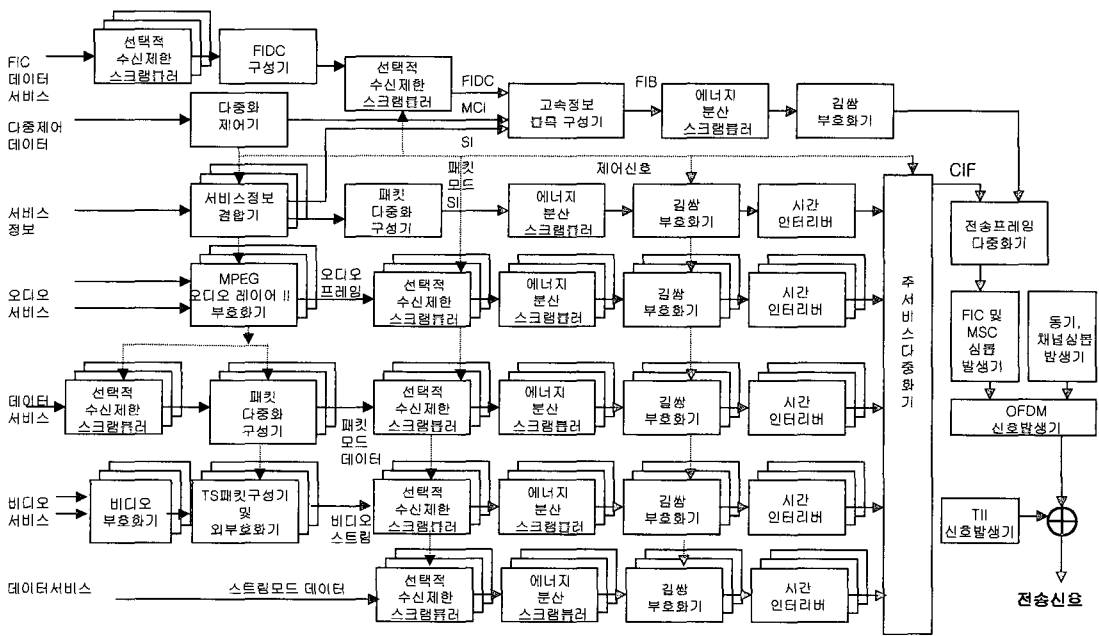 FIC
데이터
서비스
선택적
수신제한
스크램블러
FIDC
구성기
선택적
수신제한
스크램블러
FIDC
MCI
SI
고속정보
블록 구성기
FIB
에너지
분산
스크램블러
길쌈
부호화기
다중제어
데이터
다중화
제어기
패킷
모드
SI
제어신호
CIF
서비스
정보
서비스정보
결합기
패킷
다중화
구성기
에너지
분산
스크램블러
길쌈
부호화기
시간
인터리버
주서비스다중화기
전송프레임
다중화기
오디오
서비스
MPEG
오디오 레이어 II
부호화기
오디오
프레임
선택적
수신제한
스크램블러
에너지
분산
스크램블러
길쌈
부호화기
시간
인터리버
FIC 및
MSC
심볼
발생기
동기,
채널심볼
발생기
데이터
서비스
선택적
수신제한
스크램블러
패킷
다중화
구성기
패킷
모드
데이터
선택적
수신제한
스크램블러
에너지
분산
스크램블러
길쌈
부호화기
시간
인터리버
OFDM
신호발생기
비디오
서비스
비디오
부호화기
TS패킷구성기
및
외부호화기
비디오
스트림
선택적
수신제한
스크램블러
에너지
분산
스크램블러
길쌈
부호화기
시간
인터리버
TII
신호발생기
데이터서비스
스트림모드 데이터
선택적
수신제한
스크램블러
에너지
분산
스크램블러
길쌈
부호화기
시간
인터리버
전송신호